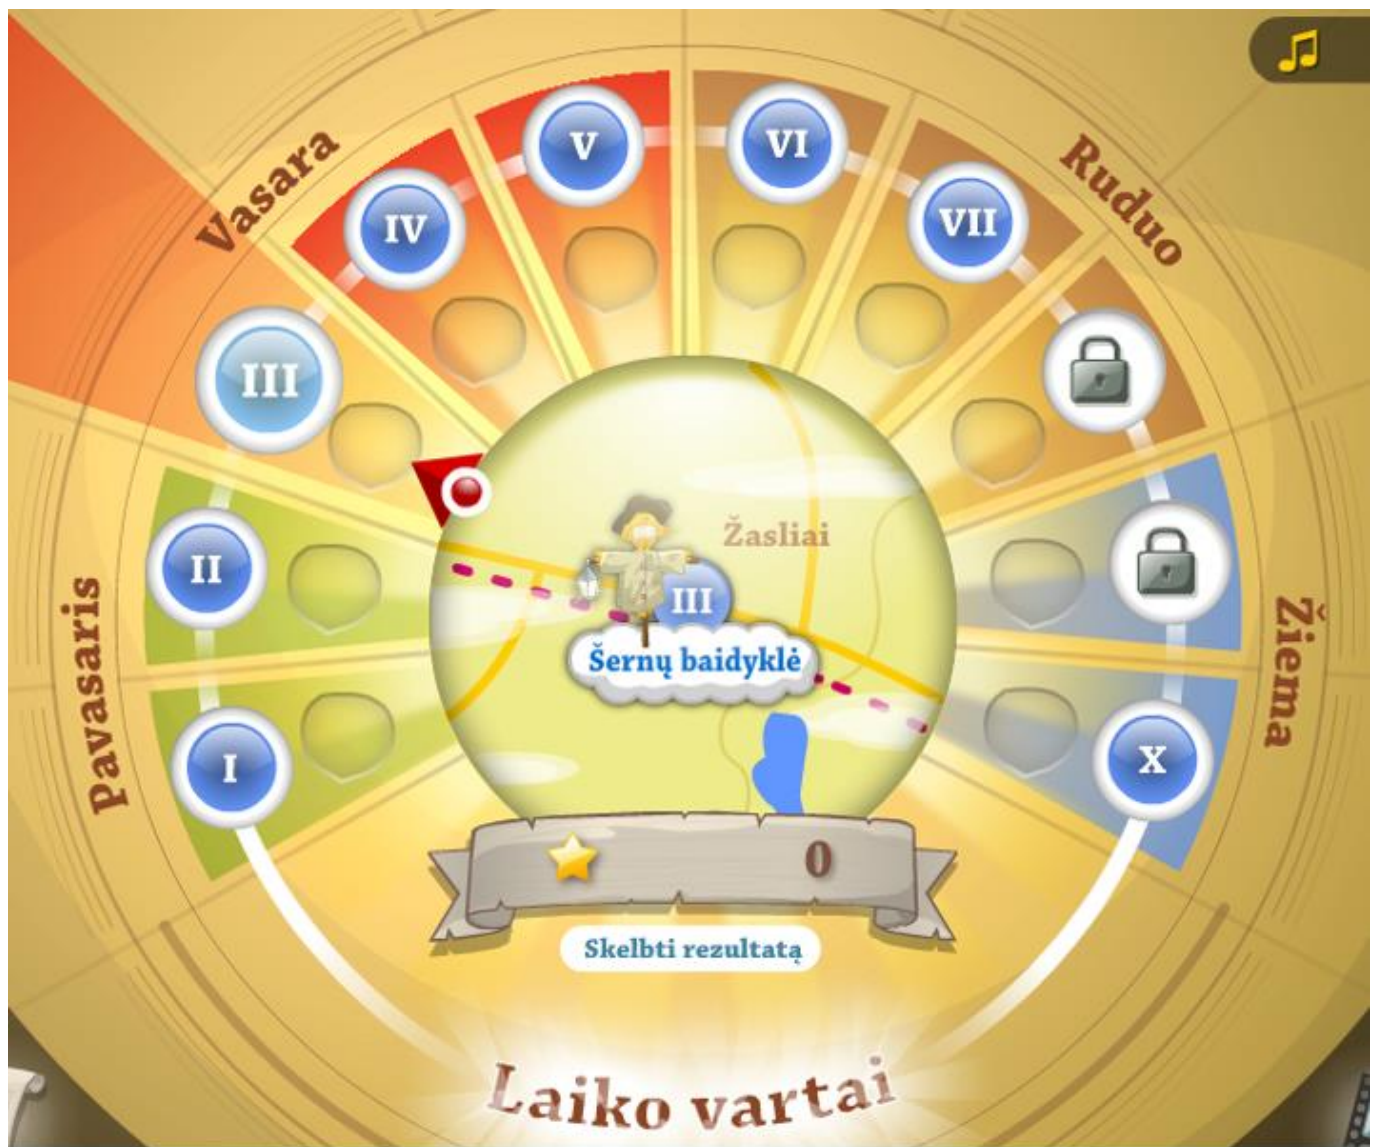 Vasara
Ruduo
Pavasaris
Žiema
I
II
III
IV
V
VI
VII
X
Žasliai
III
Šernų baidyklė
0
Skelbti rezultatą
Laiko vartai